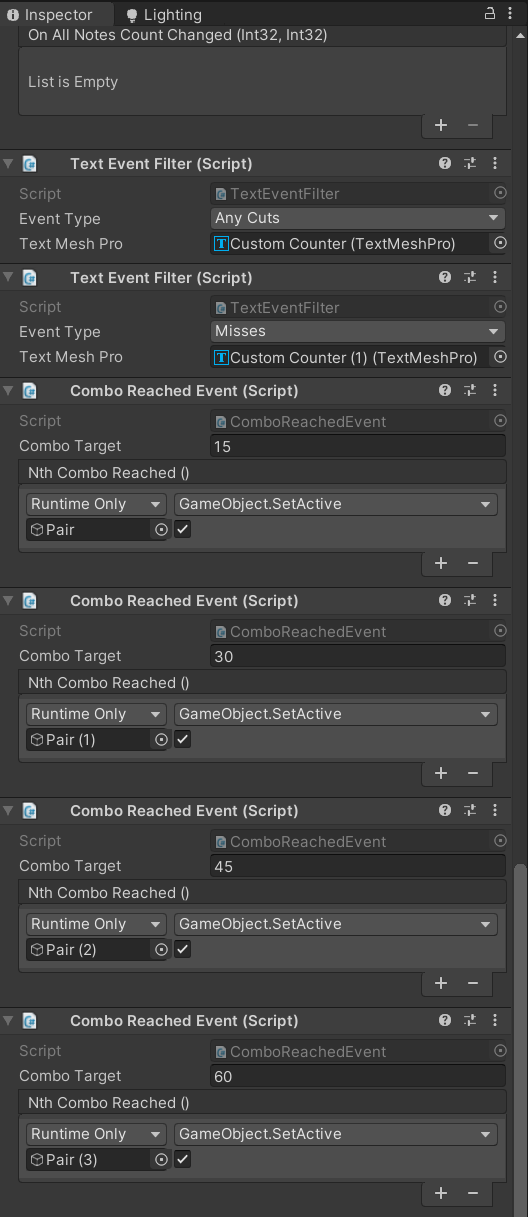 Inspector Lighting
On All Notes Count Changed (Int32, Int32)
List is Empty
+ −
Text Event Filter (Script)
Script TextEventFilter
Event Type Any Cuts
Text Mesh Pro Custom Counter (TextMeshPro)
Text Event Filter (Script)
Script TextEventFilter
Event Type Misses
Text Mesh Pro Custom Counter (1) (TextMeshPro)
Combo Reached Event (Script)
Script ComboReachedEvent
Combo Target 15
Nth Combo Reached ()
Runtime Only GameObject.SetActive
Pair
+ −
Combo Reached Event (Script)
Script ComboReachedEvent
Combo Target 30
Nth Combo Reached ()
Runtime Only GameObject.SetActive
Pair (1)
+ −
Combo Reached Event (Script)
Script ComboReachedEvent
Combo Target 45
Nth Combo Reached ()
Runtime Only GameObject.SetActive
Pair (2)
+ −
Combo Reached Event (Script)
Script ComboReachedEvent
Combo Target 60
Nth Combo Reached ()
Runtime Only GameObject.SetActive
Pair (3)
+ −